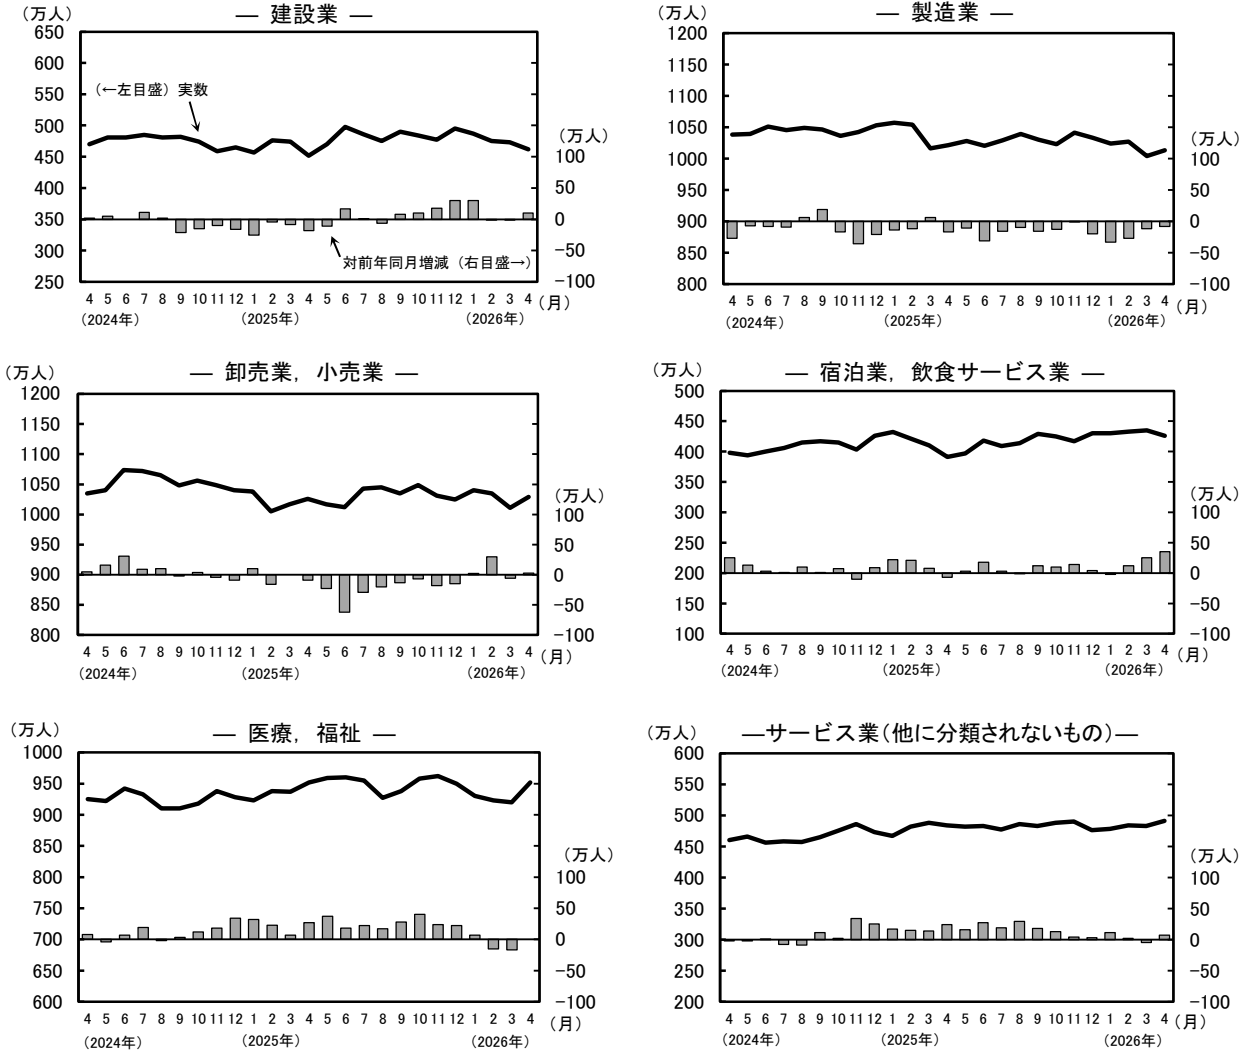 — 建設業 —
(万人)
650
600
550
500
450
400
350
300
250
(万人)
100
50
0
−50
−100
(←左目盛) 実数
対前年同月増減 (右目盛→)
4 5 6 7 8 9 10 11 12 1 2 3 4 5 6 7 8 9 10 11 12 1 2 3 4 (月)
(2024年) (2025年) (2026年)
— 製造業 —
(万人)
1200
1150
1100
1050
1000
950
900
850
800
(万人)
100
50
0
−50
−100
4 5 6 7 8 9 10 11 12 1 2 3 4 5 6 7 8 9 10 11 12 1 2 3 4 (月)
(2024年) (2025年) (2026年)
— 卸売業, 小売業 —
(万人)
1200
1150
1100
1050
1000
950
900
850
800
(万人)
100
50
0
−50
−100
4 5 6 7 8 9 10 11 12 1 2 3 4 5 6 7 8 9 10 11 12 1 2 3 4 (月)
(2024年) (2025年) (2026年)
— 宿泊業, 飲食サービス業 —
(万人)
500
450
400
350
300
250
200
150
100
(万人)
100
50
0
−50
−100
4 5 6 7 8 9 10 11 12 1 2 3 4 5 6 7 8 9 10 11 12 1 2 3 4 (月)
(2024年) (2025年) (2026年)
— 医療, 福祉 —
(万人)
1000
950
900
850
800
750
700
650
600
(万人)
100
50
0
−50
−100
4 5 6 7 8 9 10 11 12 1 2 3 4 5 6 7 8 9 10 11 12 1 2 3 4 (月)
(2024年) (2025年) (2026年)
—サービス業(他に分類されないもの)—
(万人)
600
550
500
450
400
350
300
250
200
(万人)
100
50
0
−50
−100
4 5 6 7 8 9 10 11 12 1 2 3 4 5 6 7 8 9 10 11 12 1 2 3 4 (月)
(2024年) (2025年) (2026年)